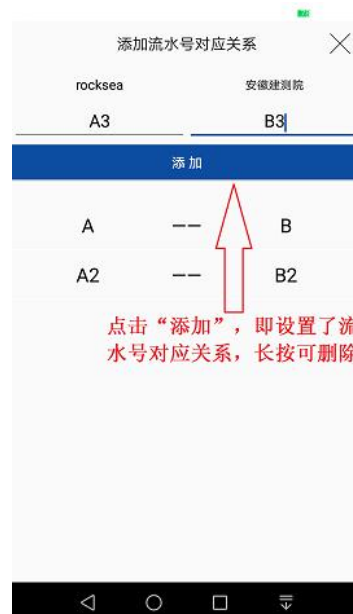 添加流水号对应关系
rocksea 安徽建测院
A3 B3
添加
A —— B
A2 —— B2
点击“添加”，即设置了流
水号对应关系，长按可删除